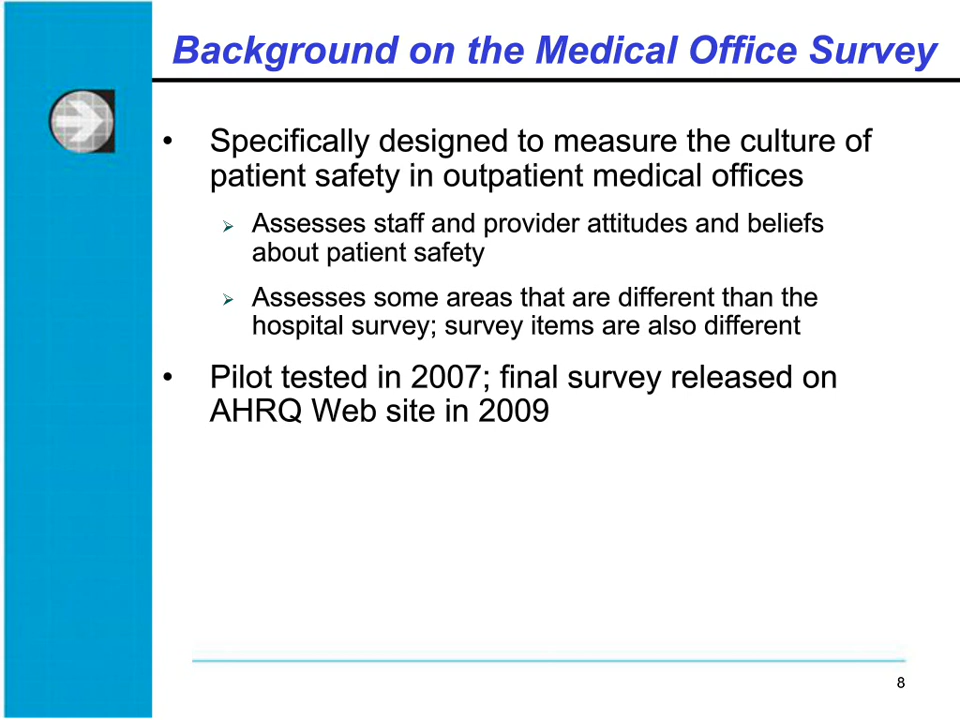 Background on the Medical Office Survey
• Specifically designed to measure the culture of
patient safety in outpatient medical offices
➢ Assesses staff and provider attitudes and beliefs
about patient safety
➢ Assesses some areas that are different than the
hospital survey; survey items are also different
• Pilot tested in 2007; final survey released on
AHRQ Web site in 2009
8